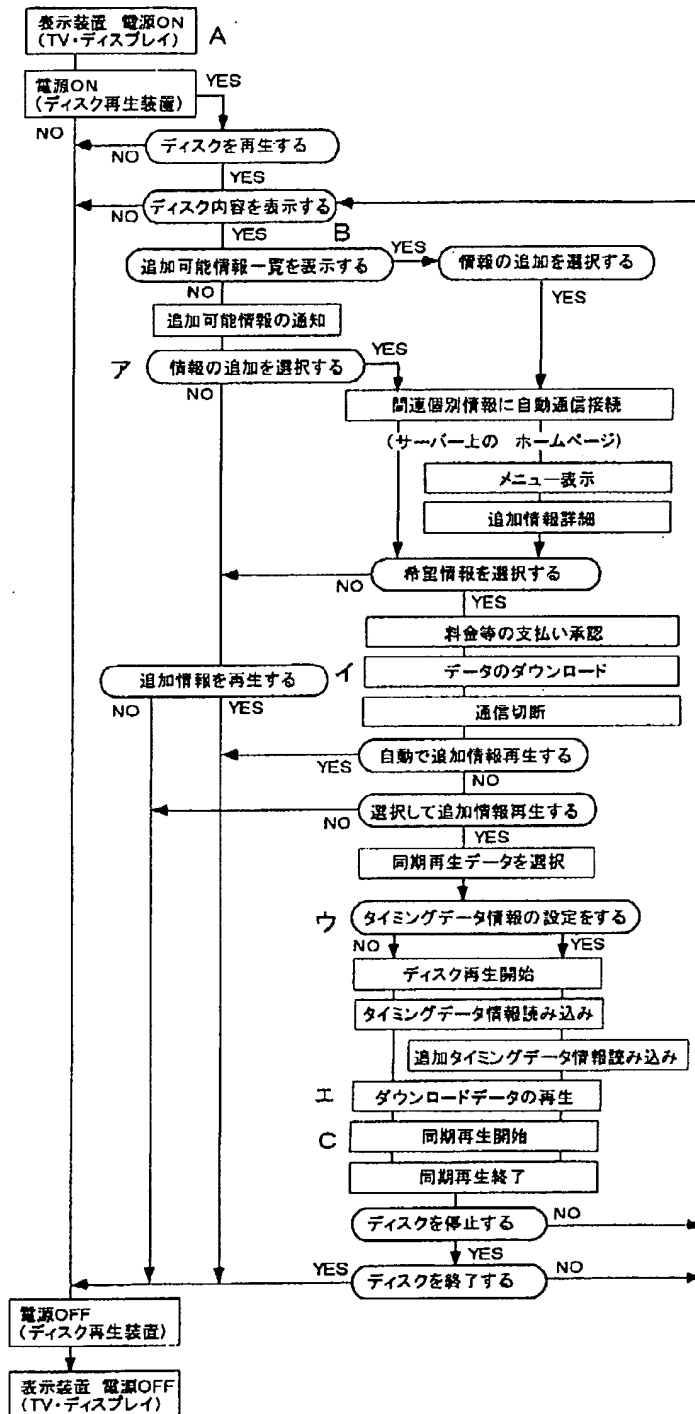 表示装置 電源ON
(TV・ディスプレイ)
A
電源ON
(ディスク再生装置)
YES
NO
ディスクを再生する
NO
YES
ディスク内容を表示する
NO
YES
B
追加可能情報一覧を表示する
YES
情報の追加を選択する
NO
YES
追加可能情報の通知
ア
情報の追加を選択する
YES
NO
関連個別情報に自動通信接続
(サーバー上の ホームページ)
メニュー表示
追加情報詳細
希望情報を選択する
NO
YES
料金等の支払い承認
追加情報を再生する
イ
データのダウンロード
NO
YES
通信切断
自動で追加情報再生する
YES
NO
選択して追加情報再生する
NO
YES
同期再生データを選択
ウ
タイミングデータ情報の設定をする
NO
YES
ディスク再生開始
タイミングデータ情報読み込み
追加タイミングデータ情報読み込み
エ
ダウンロードデータの再生
C
同期再生開始
同期再生終了
ディスクを停止する
NO
YES
YES
ディスクを終了する
NO
電源OFF
(ディスク再生装置)
表示装置 電源OFF
(TV・ディスプレイ)